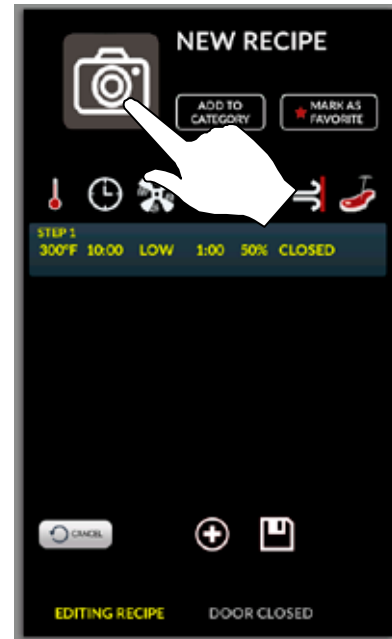 NEW RECIPE
ADD TO
CATEGORY
MARK AS
FAVORITE
STEP 1
300°F 10:00 LOW 1:00 50% CLOSED
CANCEL
EDITING RECIPE DOOR CLOSED